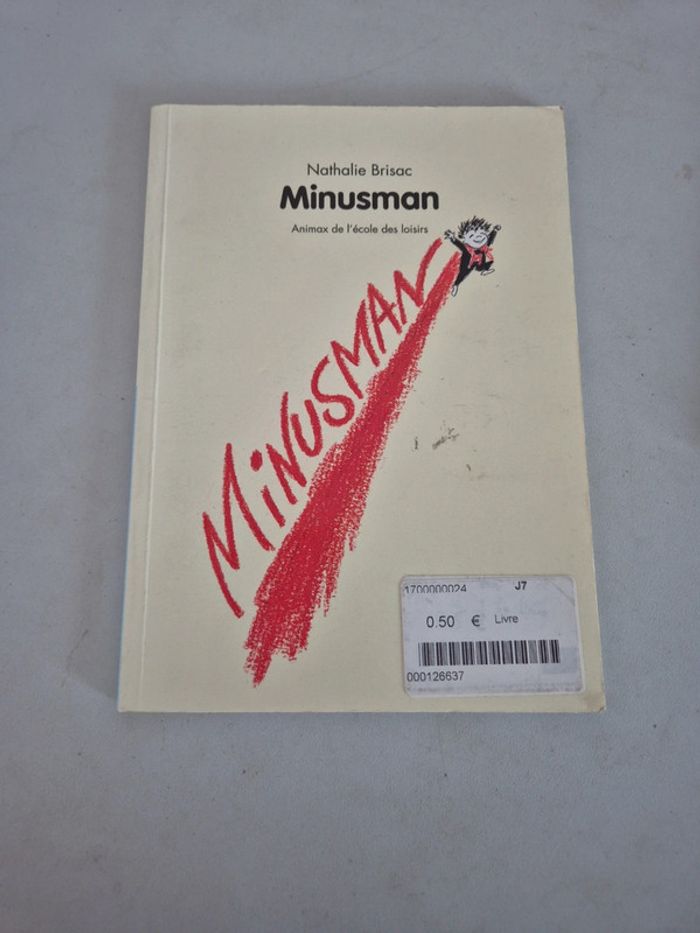 Nathalie Brisac
Minusman
Animax de l'école des loisirs
MiNUSMAN
1700000024 J7
0.50 € Livre
000126637